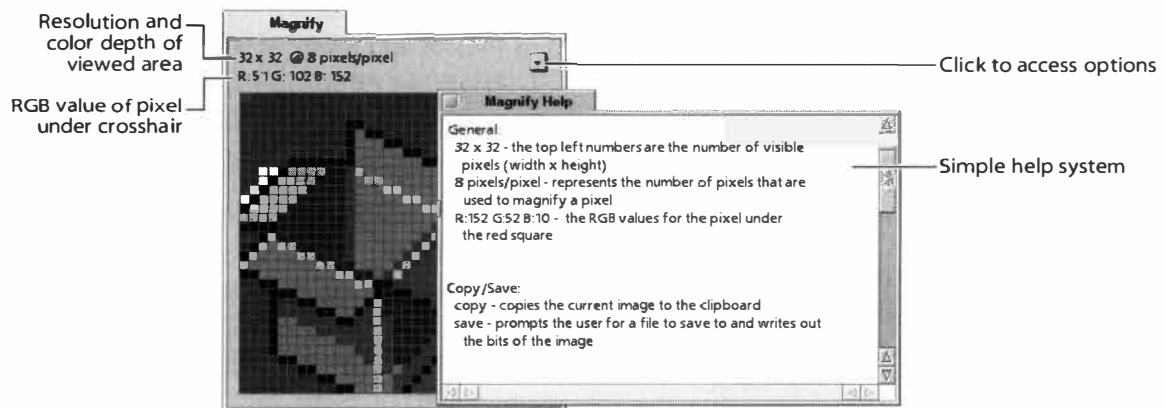 Resolution and
color depth of
viewed area
RGB value of pixel
under crosshair
Magnify
32 x 32 @ 8 pixels/pixel
R: 51 G: 102 B: 152
Click to access options
Magnify Help
General:
32 x 32 - the top left numbers are the number of visible
pixels (width x height)
8 pixels/pixel - represents the number of pixels that are
used to magnify a pixel
R:152 G:52 B:10 - the RGB values for the pixel under
the red square
Copy/Save:
copy - copies the current image to the clipboard
save - prompts the user for a file to save to and writes out
the bits of the image
Simple help system